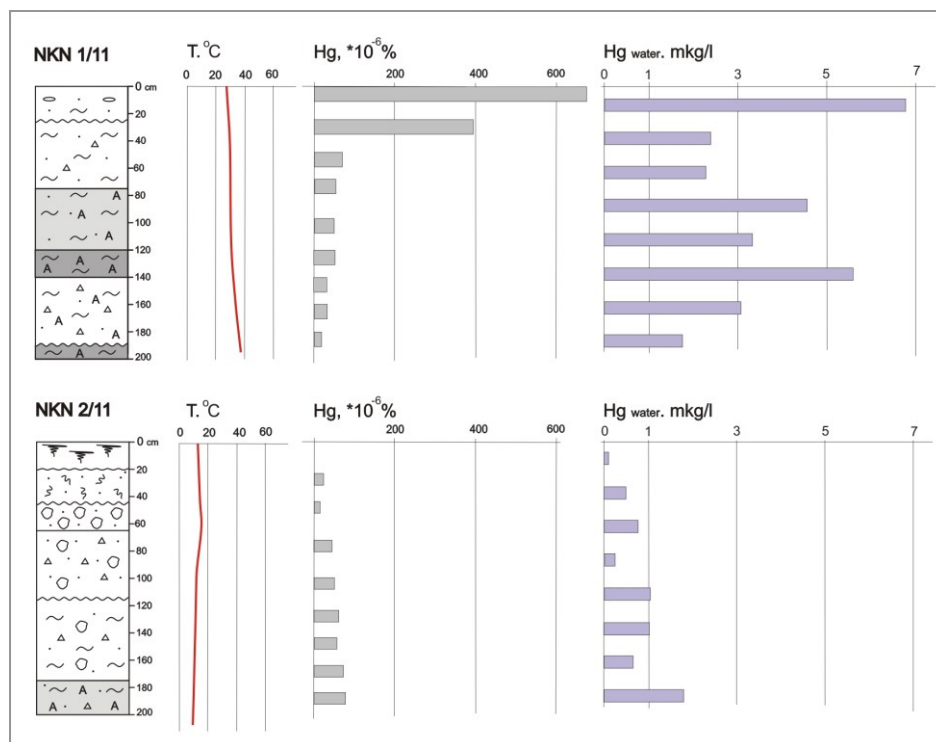 NKN 1/11
T. °C
Hg, *10⁻⁶%
Hg water. mkg/l
0 20 40 60
200 400 600
0 1 3 5 7
0 cm
20
40
60
80
100
120
140
160
180
200
A
A
A
A
A A
A
A
A
A
A
NKN 2/11
T. °C
Hg, *10⁻⁶%
Hg water. mkg/l
0 20 40 60
200 400 600
0 1 3 5 7
0 cm
20
40
60
80
100
120
140
160
180
200
A
A A